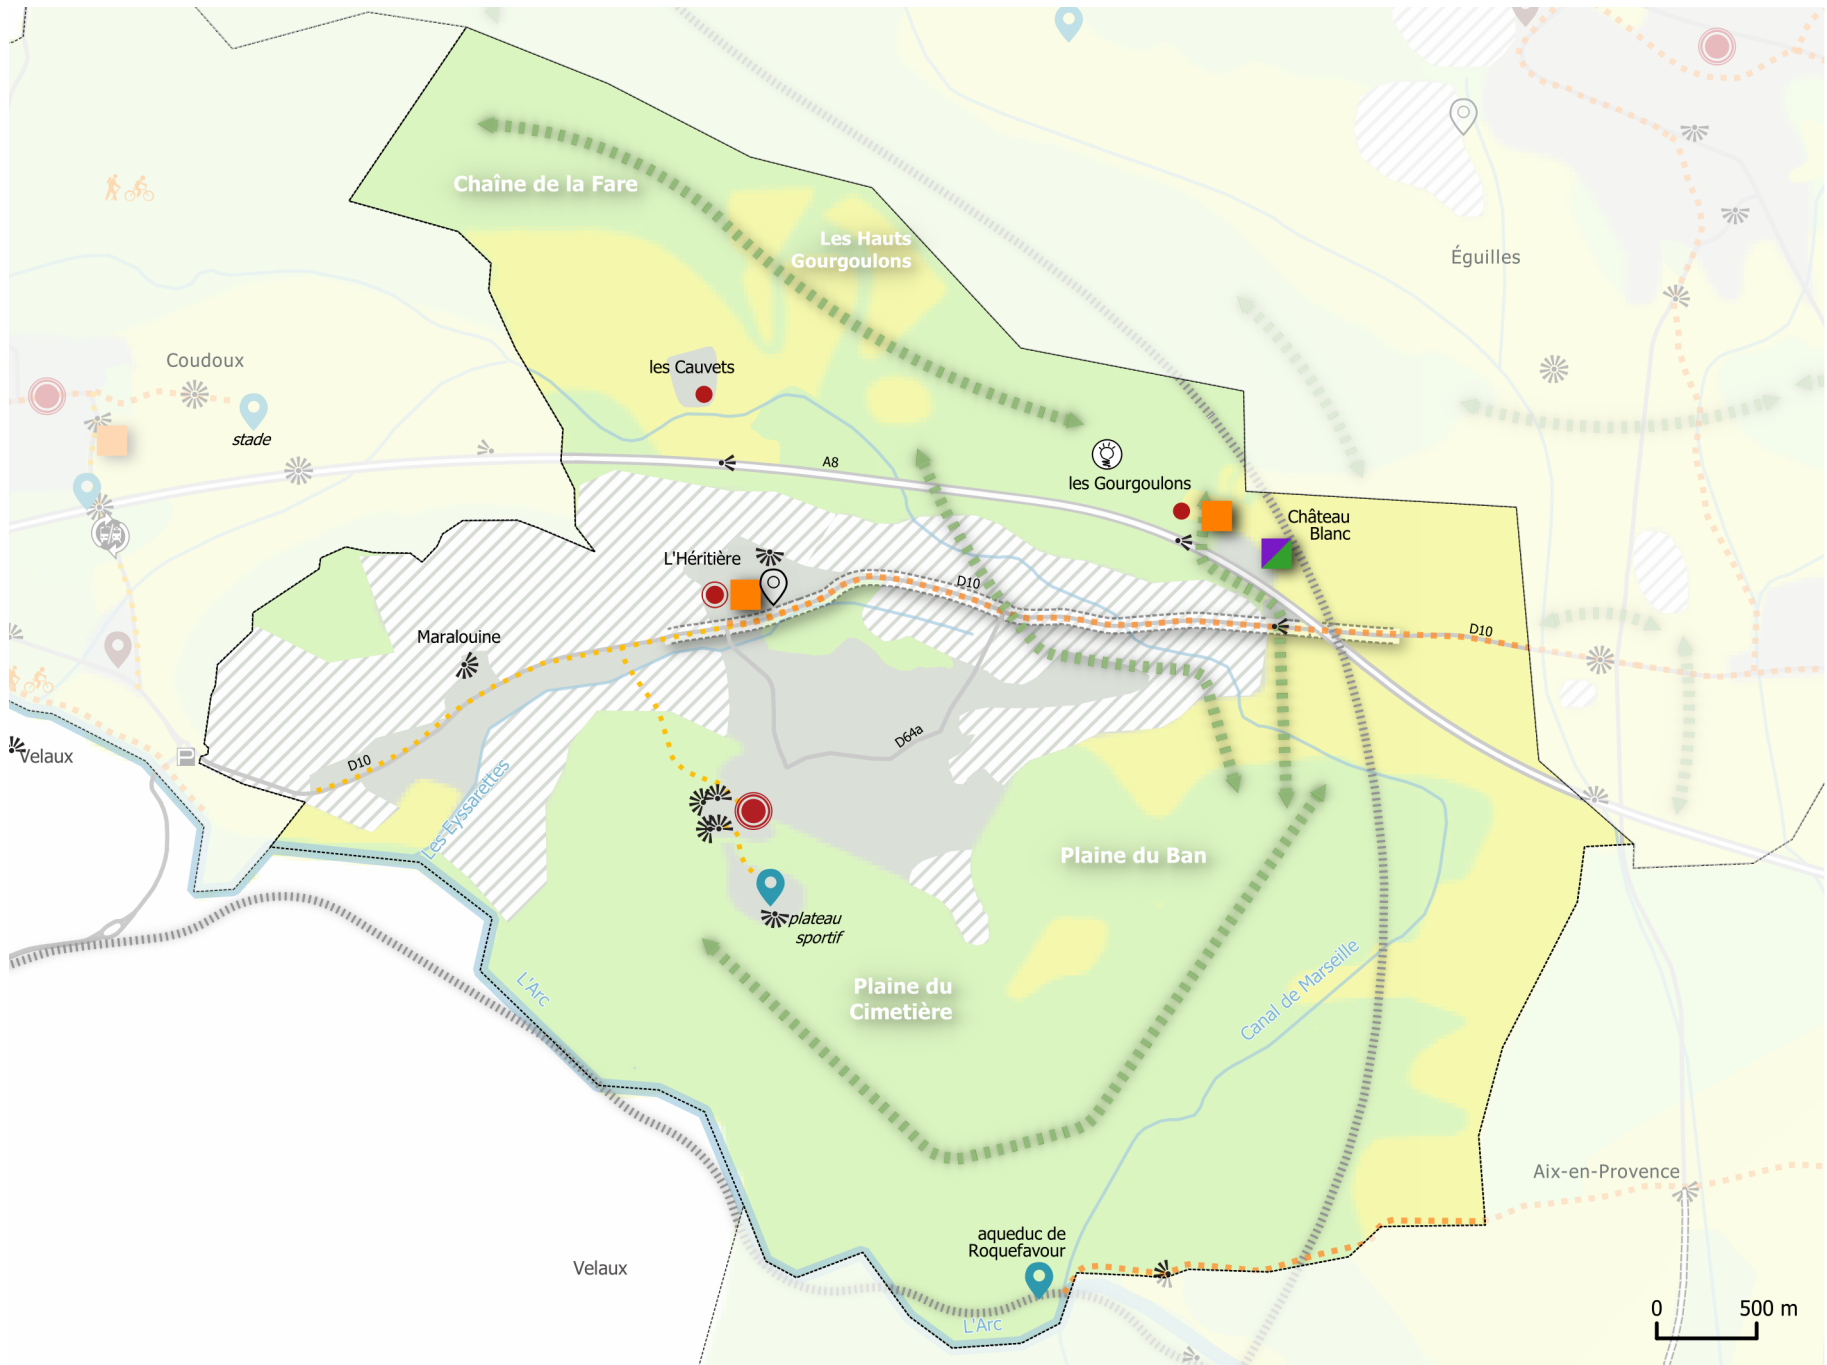 Chaîne de la Fare
Les Hauts
Gourgoulons
Éguilles
Coudoux
les Cauvets
stade
A8
les Gourgoulons
Château
Blanc
L'Héritière
D10
Maralouine
D10
Velaux
D10
D64a
Les Eyssarettes
Plaine du Ban
plateau
sportif
L'Arc
Plaine du
Cimetière
Canal de Marseille
Aix-en-Provence
aqueduc de
Roquefavour
Velaux
L'Arc
0 500 m